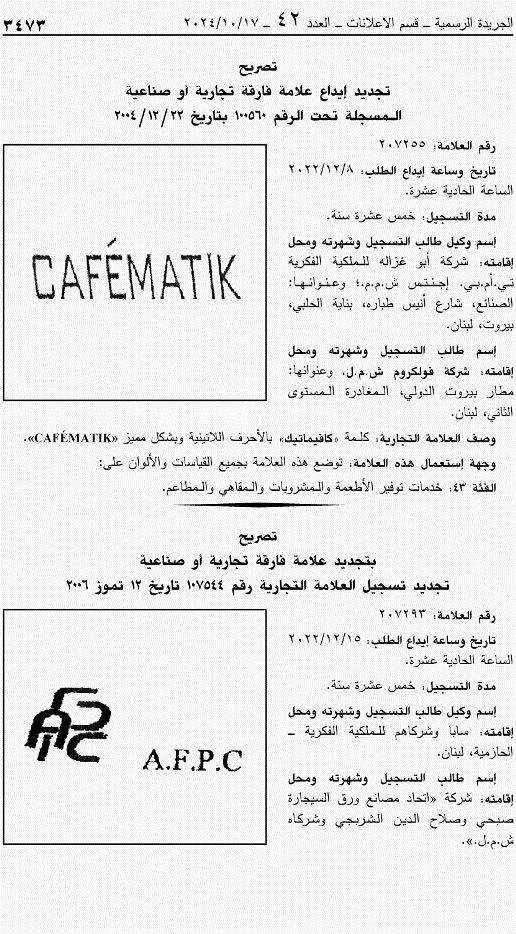 الجريدة الرسمية ــ قسم الاعلانات ــ العدد ٤٢ ــ ٢٠٢٤/١٠/١٧
٣٤٧٣
تصريح
تجديد إيداع علامة فارقة تجارية أو صناعية
المسجلة تحت الرقم ١٠٠٥٦٠ بتاريخ ٢٠٠٤/١٢/٢٢
رقم العلامة: ٢٠٧٢٥٥
تاريخ وساعة إيداع الطلب: ٢٠٢٢/١٢/٨
الساعة الحادية عشرة.
مدة التسجيل: خمس عشرة سنة.
إسم وكيل طالب التسجيل وشهرته ومحل
إقامته: شركة أبو غزاله للملكية الفكرية
تي.أم.بي. إجنتس ش.م.م.؛ وعنوانها:
الصنائع، شارع أنيس طباره، بناية الحلبي،
بيروت، لبنان.
إسم طالب التسجيل وشهرته ومحل
إقامته: شركة فولكروم ش.م.ل، وعنوانها:
مطار بيروت الدولي، المغادرة المستوى
الثاني، لبنان.
CAFÉMATIK
وصف العلامة التجارية: كلمة «كافيماتيك» بالأحرف اللاتينية وبشكل مميز «CAFÉMATIK».
وجهة إستعمال هذه العلامة: توضع هذه العلامة بجميع القياسات والألوان على:
الفئة ٤٣: خدمات توفير الأطعمة والمشروبات والمقاهي والمطاعم.
تصريح
بتجديد علامة فارقة تجارية أو صناعية
تجديد تسجيل العلامة التجارية رقم ١٠٧٥٤٤ تاريخ ١٢ تموز ٢٠٠٦
رقم العلامة: ٢٠٧٢٩٣
تاريخ وساعة إيداع الطلب: ٢٠٢٢/١٢/١٥
الساعة الحادية عشرة.
مدة التسجيل: خمس عشرة سنة.
إسم وكيل طالب التسجيل وشهرته ومحل
إقامته: سابا وشركاهم للملكية الفكرية ــ
الحازمية، لبنان.
إسم طالب التسجيل وشهرته ومحل
إقامته: شركة «اتحاد مصانع ورق السيجارة
صبحي وصلاح الدين الشربجي وشركاه
ش.م.ل.».
A.F.P.C